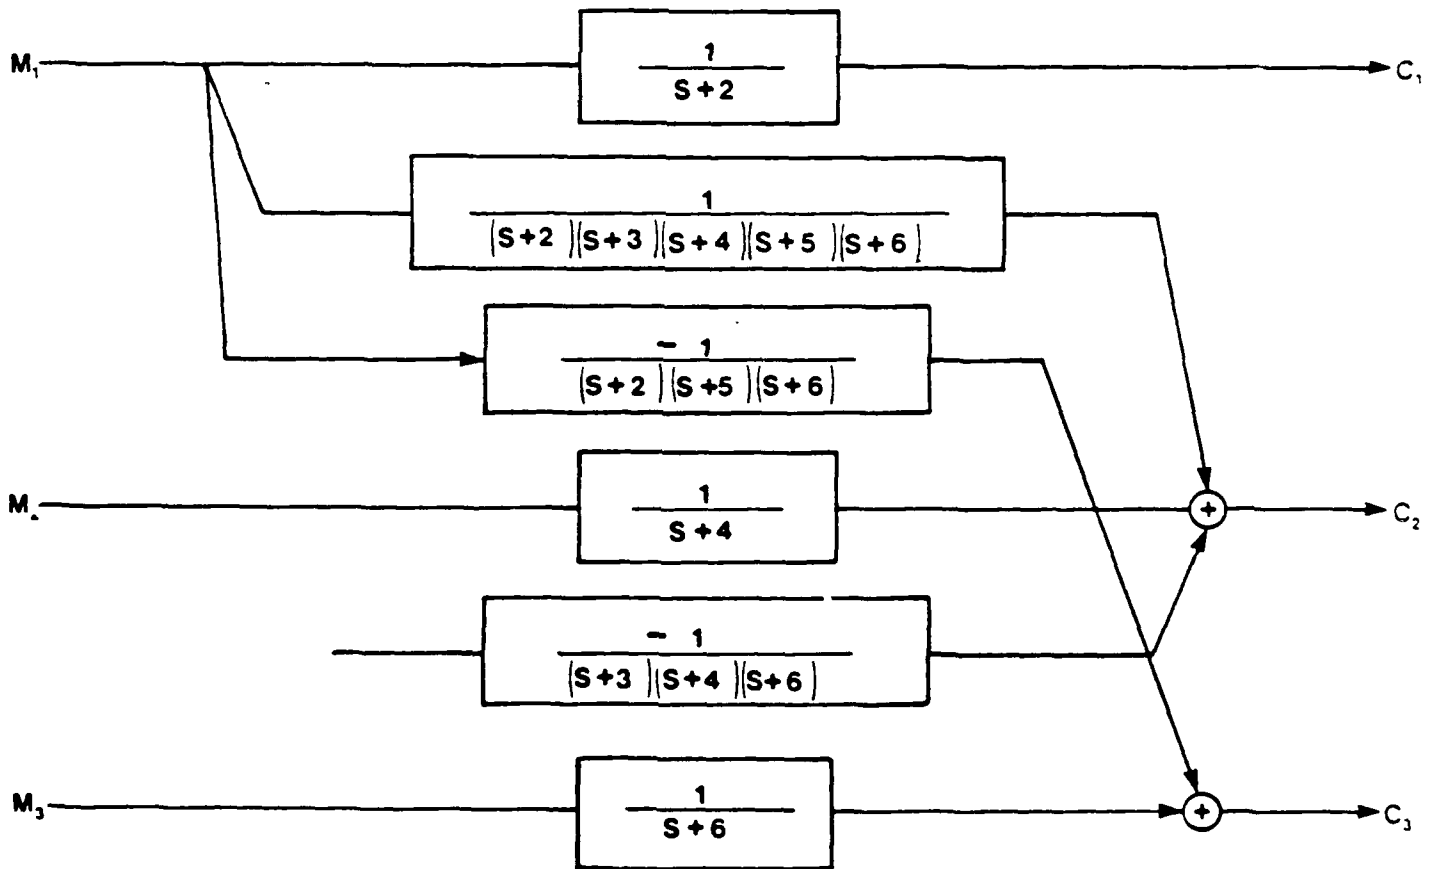 M₁
1
S+2
C₁
1
(S+2)(S+3)(S+4)(S+5)(S+6)
- 1
(S+2)(S+5)(S+6)
M
1
S+4
+
C₂
- 1
(S+3)(S+4)(S+6)
M₃
1
S+6
+
C₃